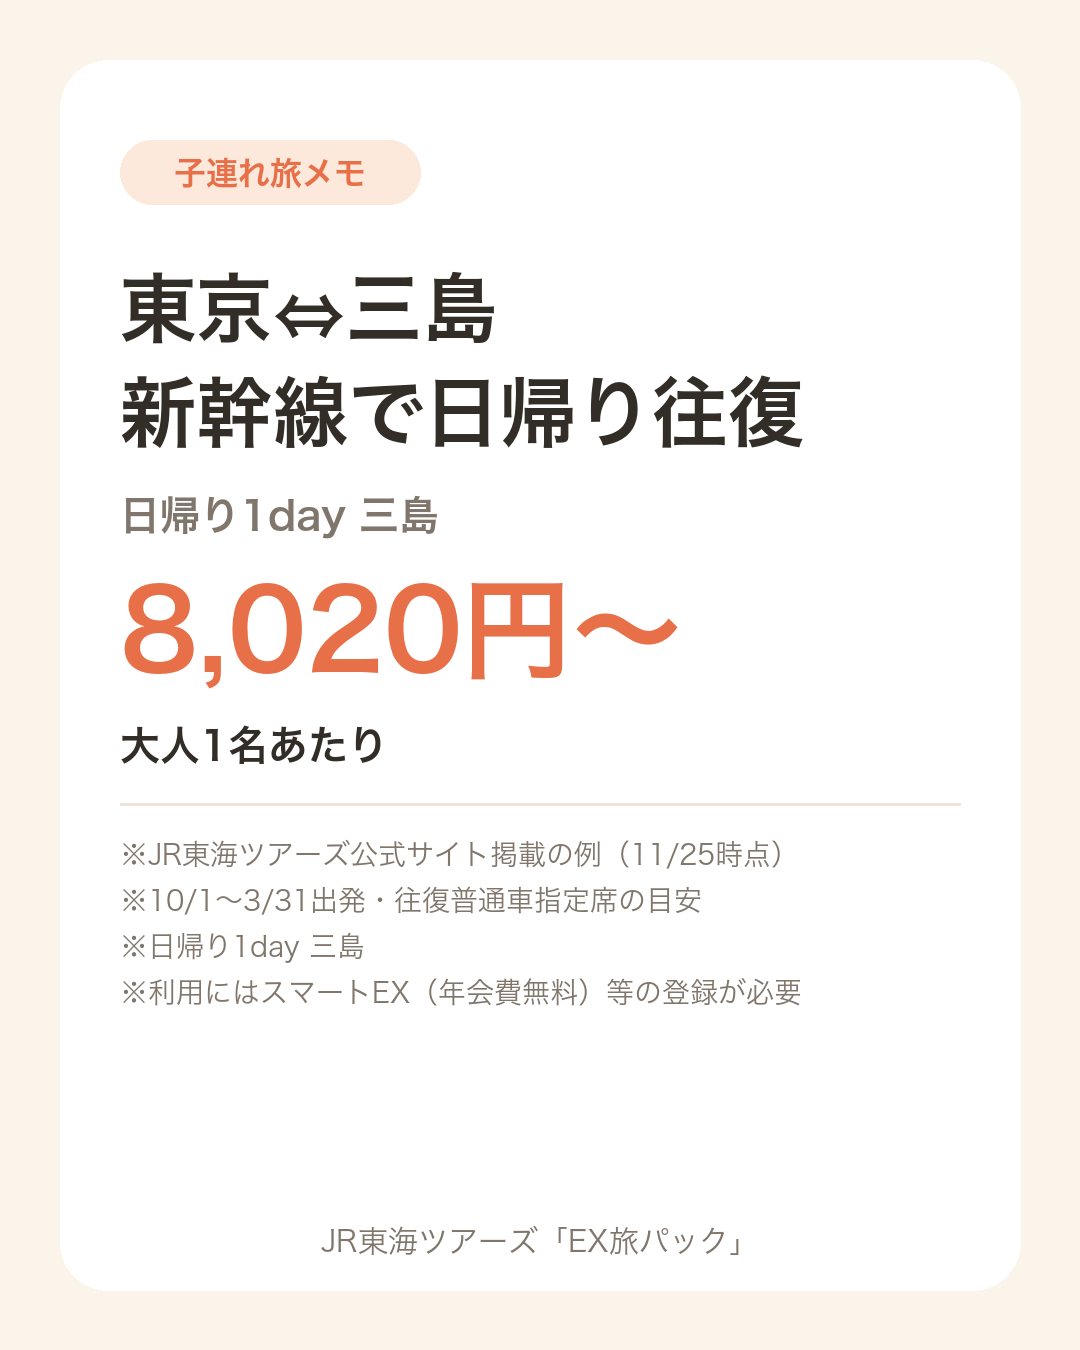 子連れ旅メモ
東京⇔三島
新幹線で日帰り往復
日帰り1day 三島
8,020円〜
大人1名あたり
※JR東海ツアーズ公式サイト掲載の例（11/25時点）
※10/1〜3/31出発・往復普通車指定席の目安
※日帰り1day 三島
※利用にはスマートEX（年会費無料）等の登録が必要
JR東海ツアーズ「EX旅パック」